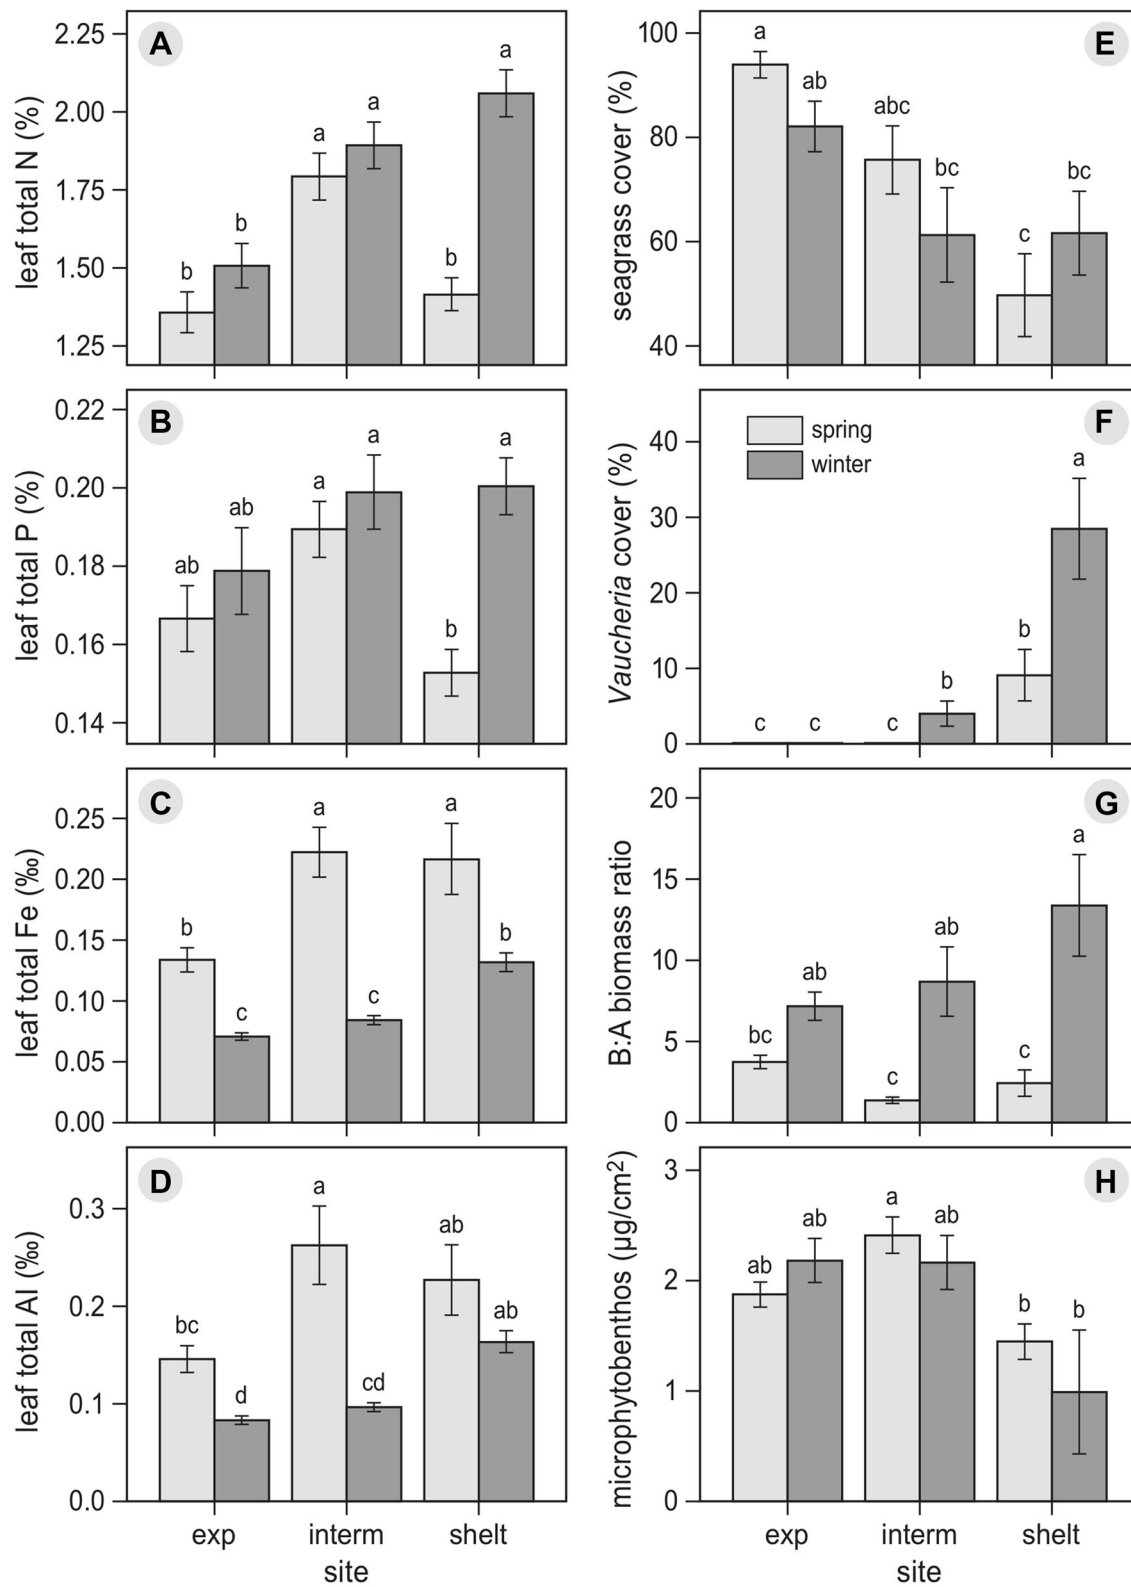 A
leaf total N (%)
2.25
2.00
1.75
1.50
1.25
b
b
a
a
b
a
E
seagrass cover (%)
100
80
60
40
a
ab
abc
bc
c
bc
B
leaf total P (%)
0.22
0.20
0.18
0.16
0.14
ab
ab
a
a
b
a
F
Vaucheria cover (%)
40
30
20
10
0
spring
winter
c
c
c
b
b
a
C
leaf total Fe (‰)
0.25
0.20
0.15
0.10
0.05
0.00
b
c
a
c
a
b
G
B:A biomass ratio
20
15
10
5
0
bc
ab
c
ab
c
a
D
leaf total Al (‰)
0.3
0.2
0.1
0.0
bc
d
a
cd
ab
ab
exp
interm
shelt
site
H
microphytobenthos (µg/cm²)
3
2
1
0
ab
ab
a
ab
b
b
exp
interm
shelt
site